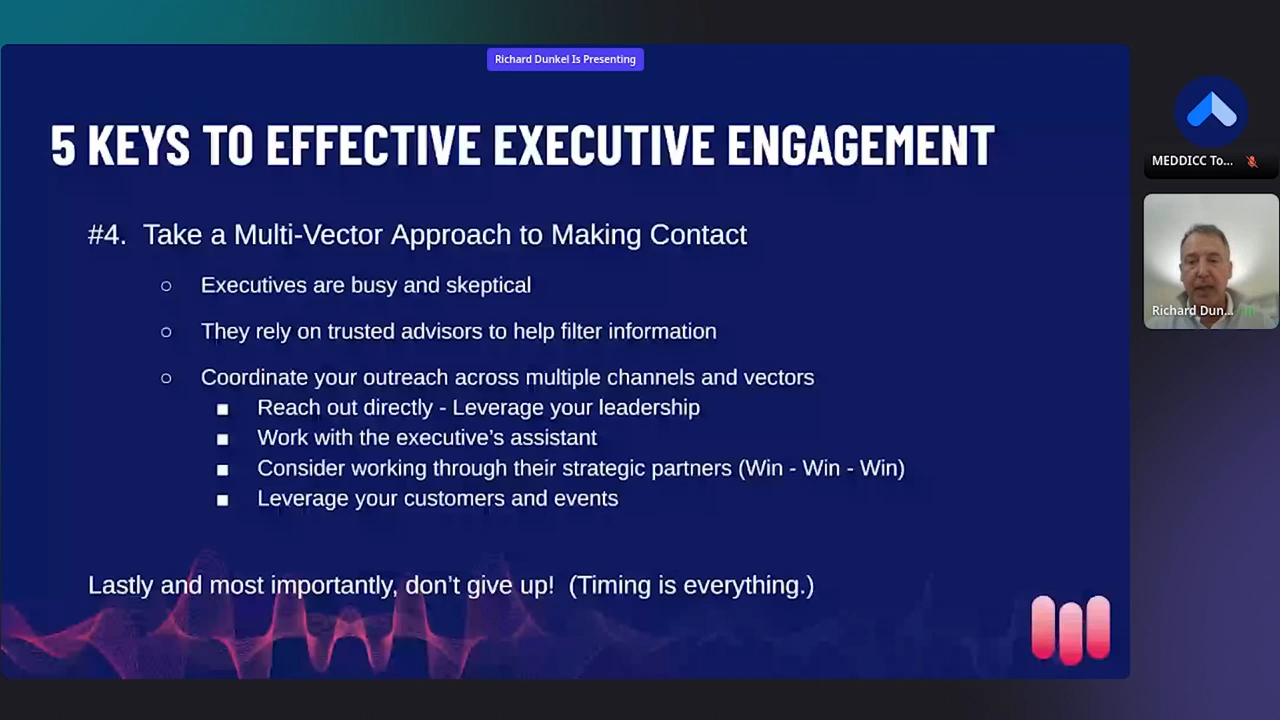 Richard Dunkel Is Presenting
5 KEYS TO EFFECTIVE EXECUTIVE ENGAGEMENT
#4. Take a Multi-Vector Approach to Making Contact
○ Executives are busy and skeptical
○ They rely on trusted advisors to help filter information
○ Coordinate your outreach across multiple channels and vectors
■ Reach out directly - Leverage your leadership
■ Work with the executive's assistant
■ Consider working through their strategic partners (Win - Win - Win)
■ Leverage your customers and events
Lastly and most importantly, don't give up! (Timing is everything.)
MEDDICC To...
Richard Dun...